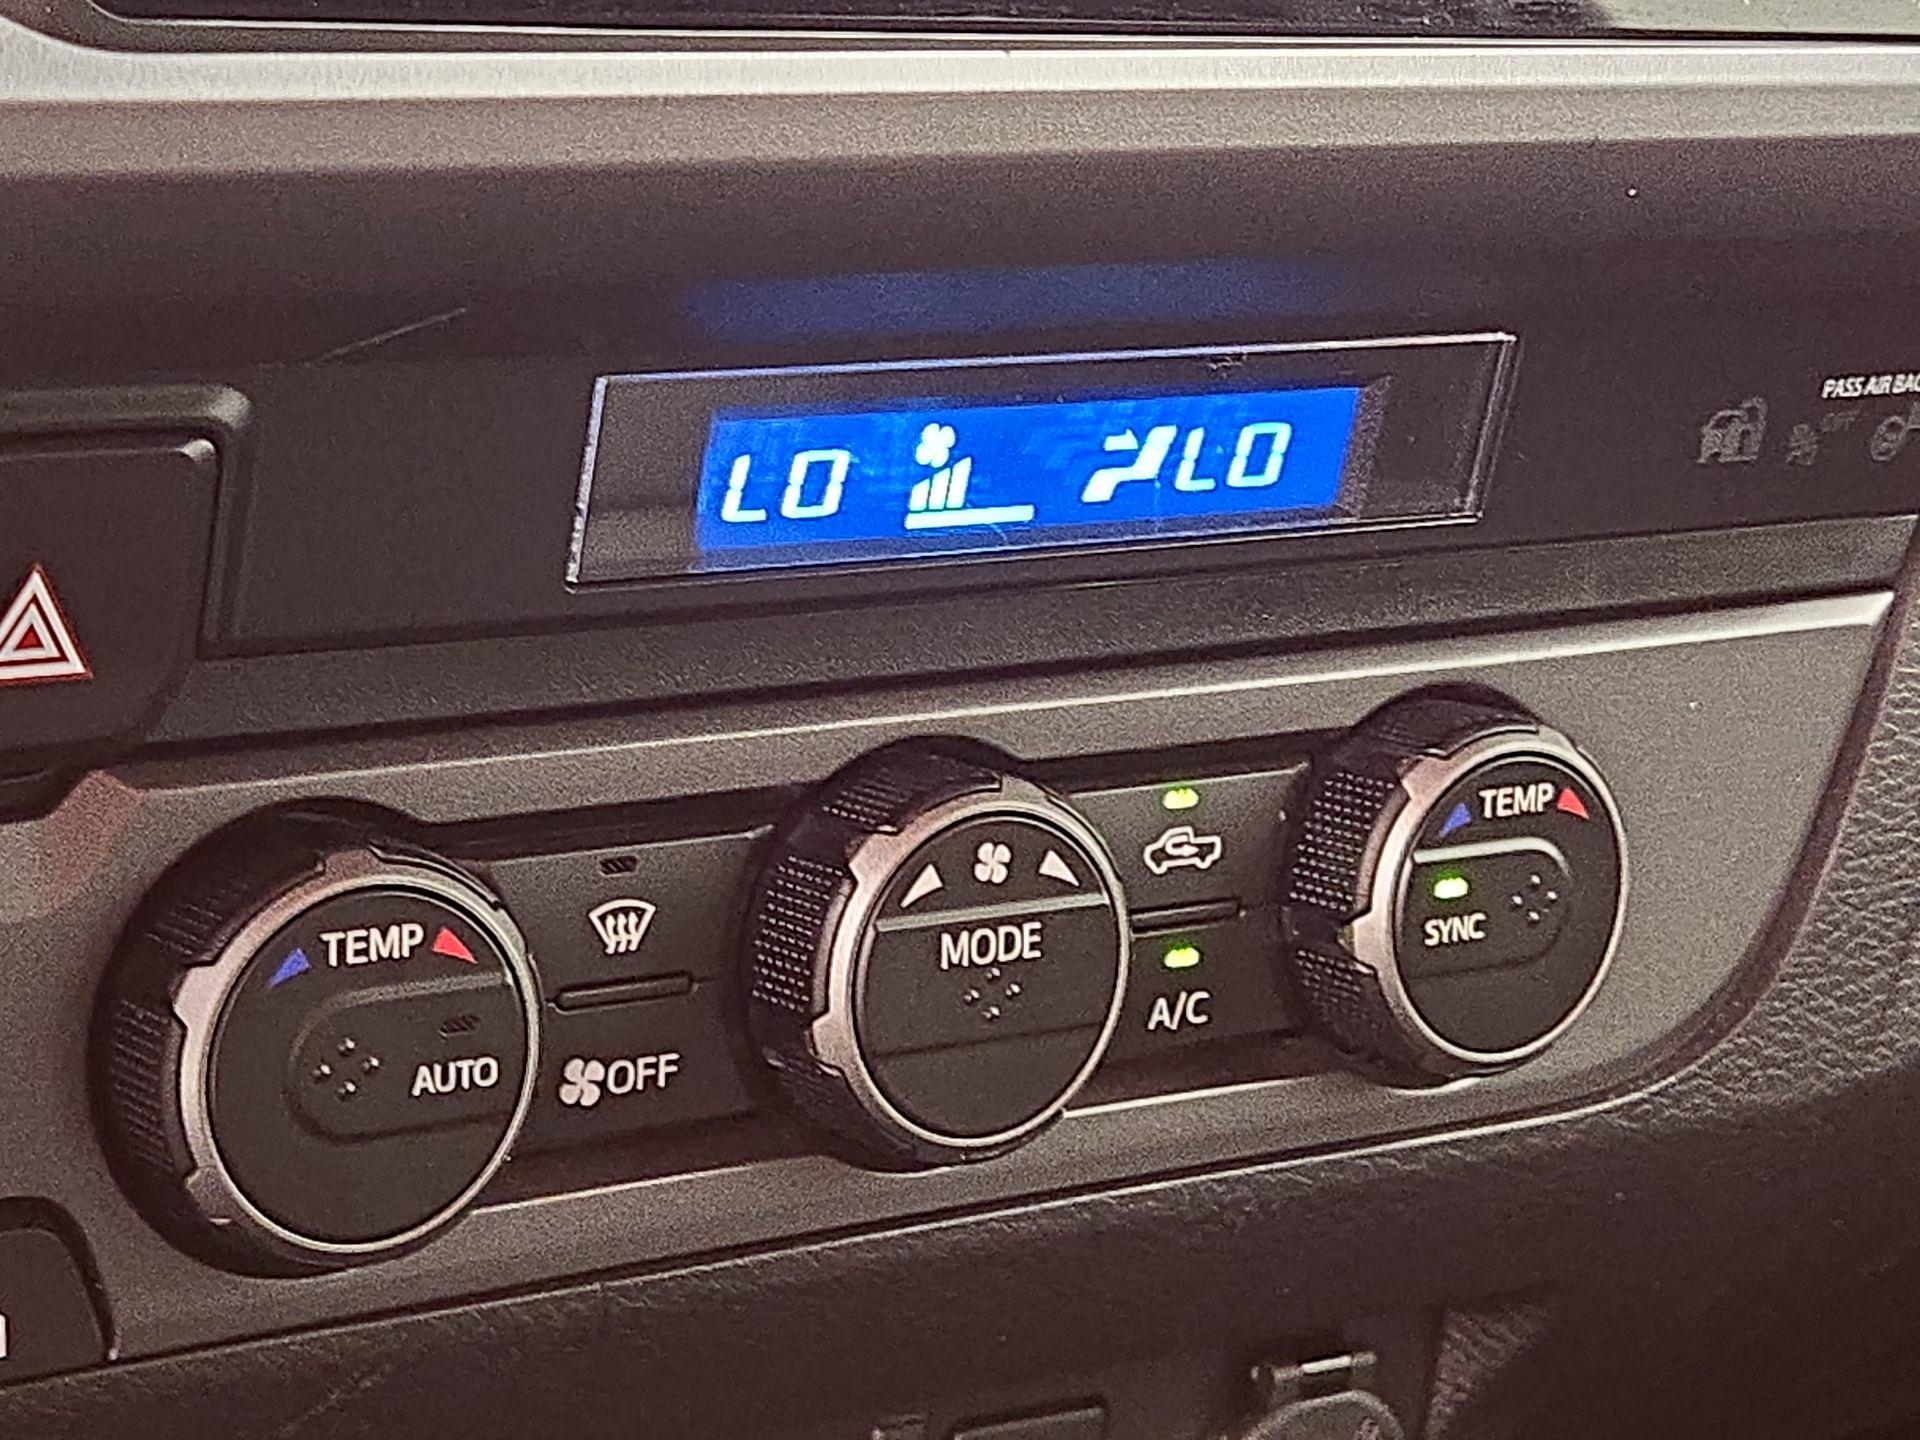 PASS AIR BAG
LO LO
TEMP
AUTO
OFF
MODE
A/C
TEMP
SYNC